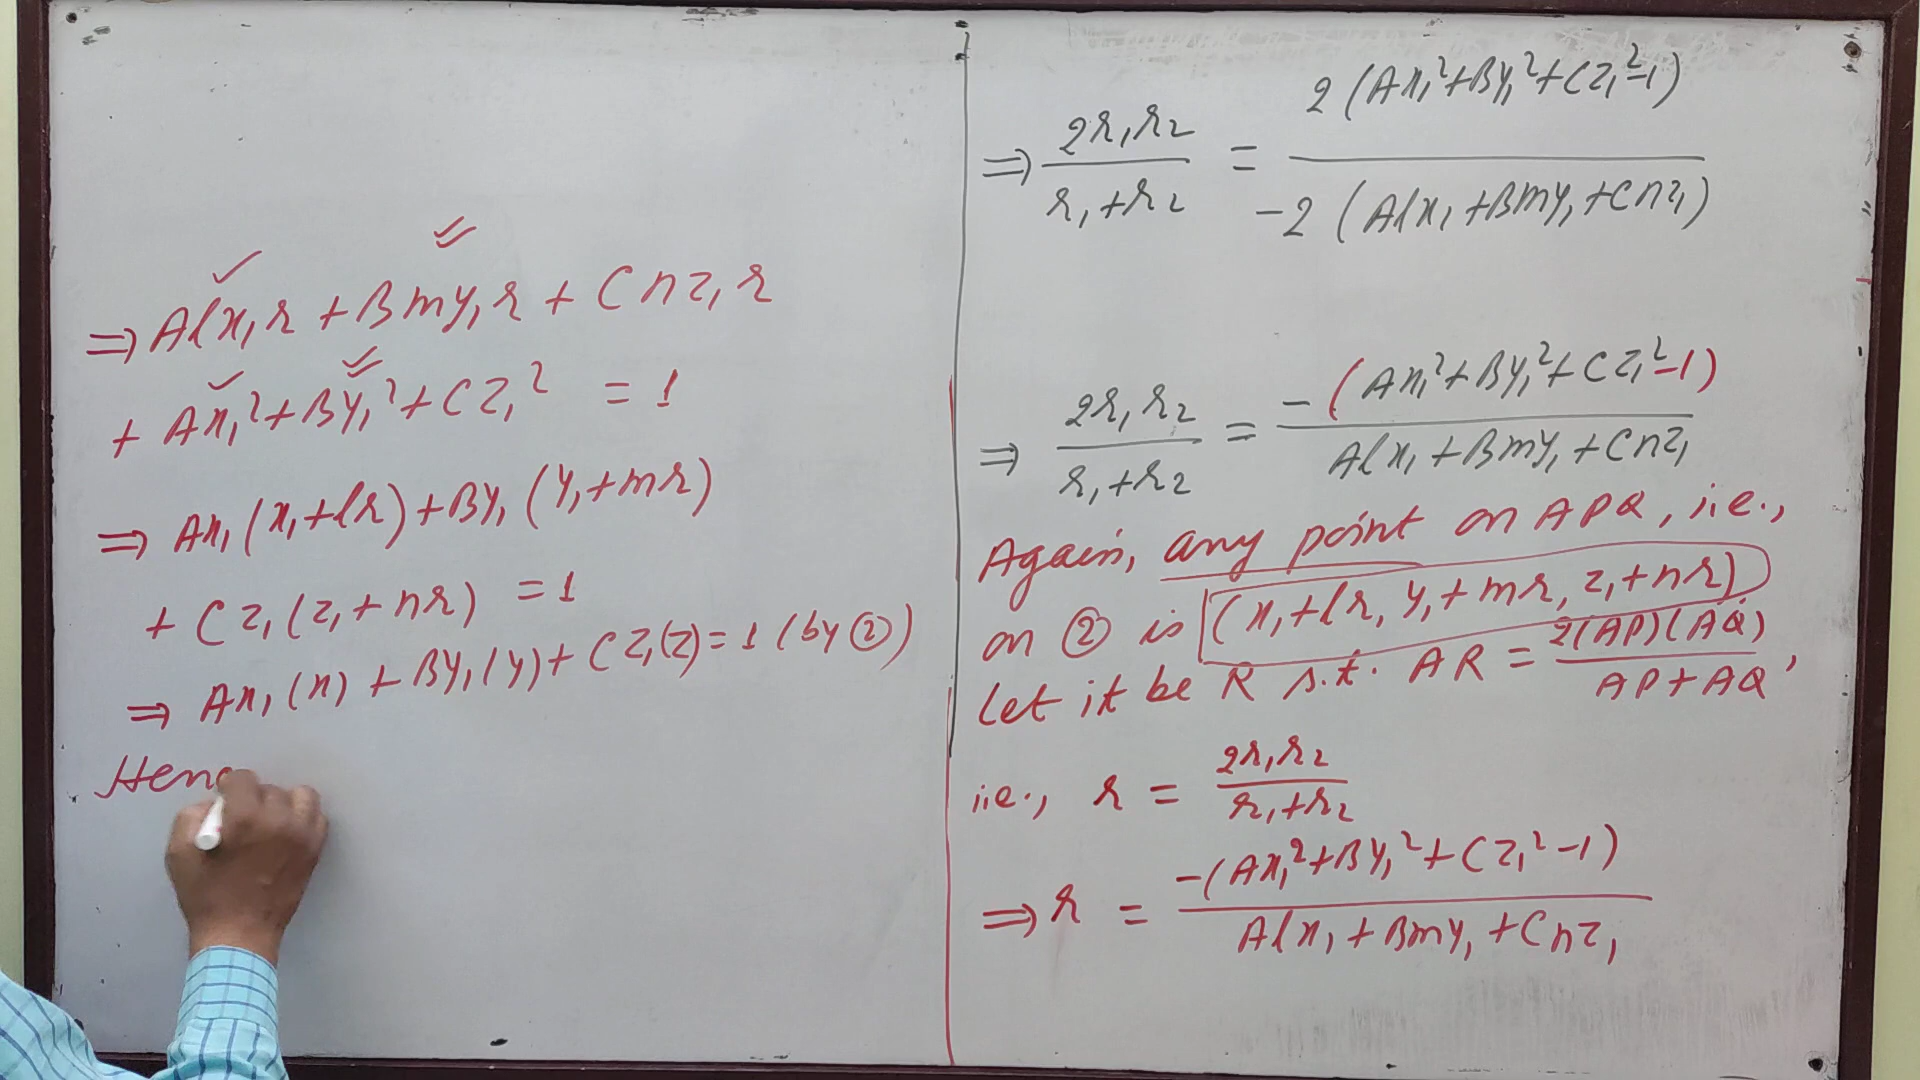 ⇒ 2r₁r₂/(r₁+r₂) = 2(Ax₁²+By₁²+Cz₁²-1)/-2(Alx₁+Bmy₁+Cnz₁)
⇒ 2r₁r₂/(r₁+r₂) = -(Ax₁²+By₁²+Cz₁²-1)/(Alx₁+Bmy₁+Cnz₁)
Again, any point on APQ, i.e.,
on ② is (x₁+lr, y₁+mr, z₁+nr)
Let it be R s.t. AR = 2(AP)(AQ)/(AP+AQ),
i.e., r = 2r₁r₂/(r₁+r₂)
⇒ r = -(Ax₁²+By₁²+Cz₁²-1)/(Alx₁+Bmy₁+Cnz₁)
⇒ Alx₁r + Bmy₁r + Cnz₁r
+ Ax₁²+By₁²+Cz₁² = 1
⇒ Ax₁(x₁+lr)+By₁(y₁+mr)
+ Cz₁(z₁+nr) = 1
⇒ Ax₁(x) + By₁(y) + Cz₁(z) = 1 (by ②)